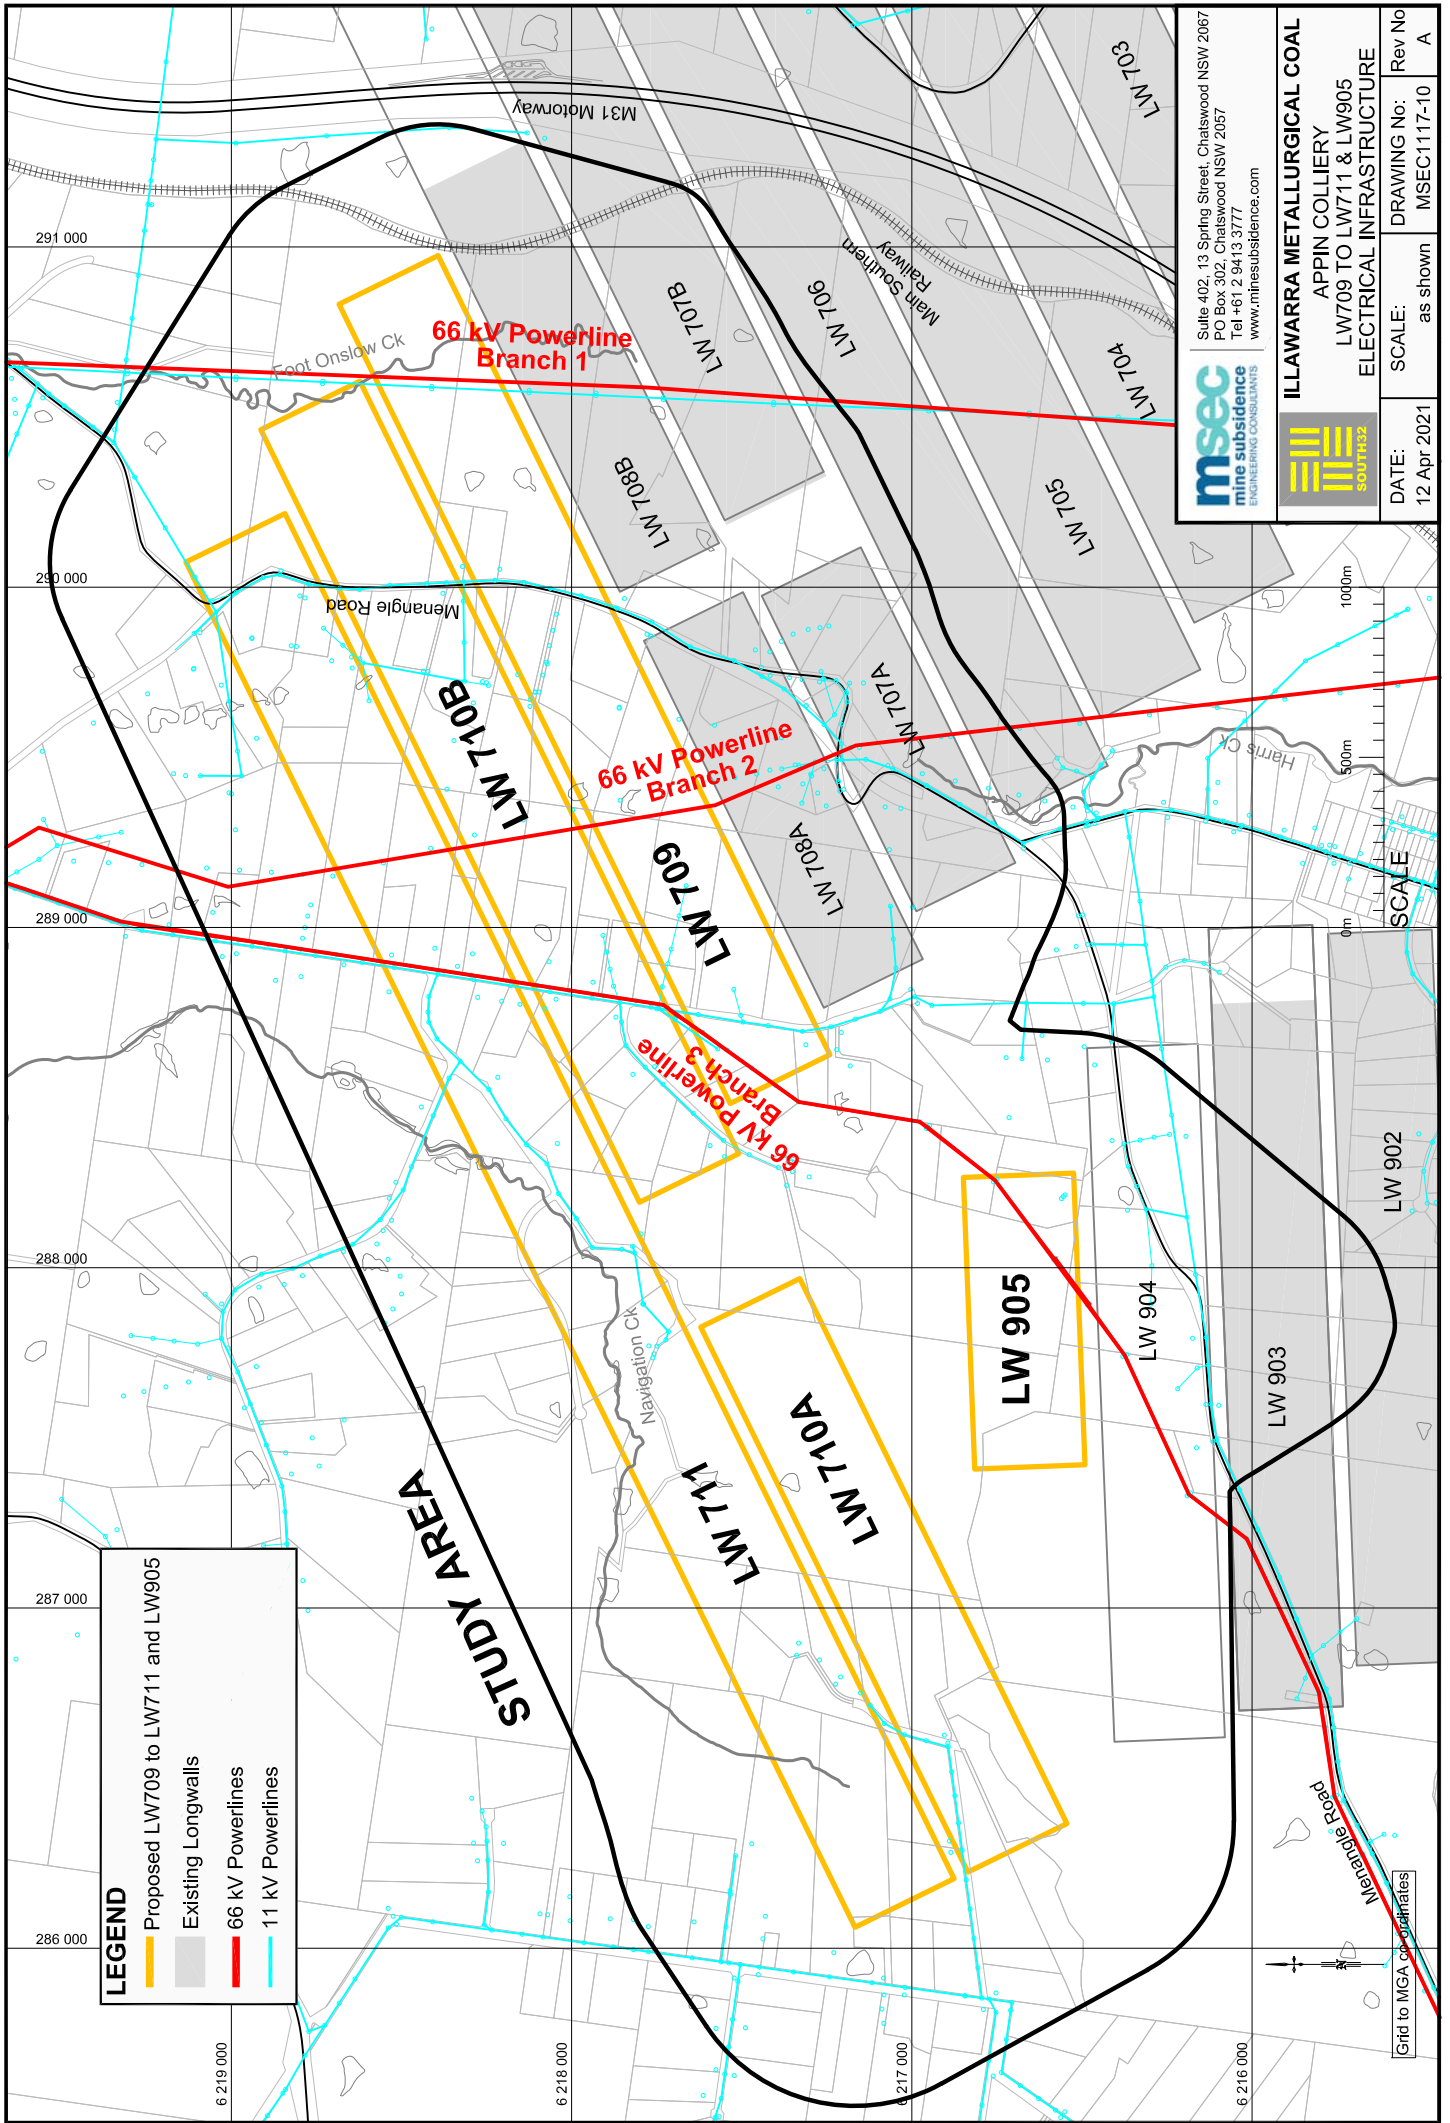 LEGEND
Proposed LW709 to LW711 and LW905
Existing Longwalls
66 kV Powerlines
11 kV Powerlines
STUDY AREA
LW 711
LW 710A
LW 710B
LW 709
LW 905
LW 904
LW 903
LW 902
LW 708A
LW 707A
LW 708B
LW 707B
LW 706
LW 705
LW 704
LW 703
66 kV Powerline
Branch 1
66 kV Powerline
Branch 2
66 kV Powerline
Branch 3
Foot Onslow Ck
Navigation Ck
Harris Ck
Menangle Road
Menangle Road
M31 Motorway
Main Southern
Railway
286 000
287 000
288 000
289 000
290 000
291 000
6 219 000
6 218 000
6 217 000
6 216 000
N
Grid to MGA co-ordinates
SCALE
0m
500m
1000m
msec
mine subsidence
ENGINEERING CONSULTANTS
Suite 402, 13 Spring Street, Chatswood NSW 2067
PO Box 302, Chatswood NSW 2057
Tel +61 2 9413 3777
www.minesubsidence.com
SOUTH32
ILLAWARRA METALLURGICAL COAL
APPIN COLLIERY
LW709 TO LW711 & LW905
ELECTRICAL INFRASTRUCTURE
DATE:
12 Apr 2021
SCALE:
as shown
DRAWING No:
MSEC1117-10
Rev No
A